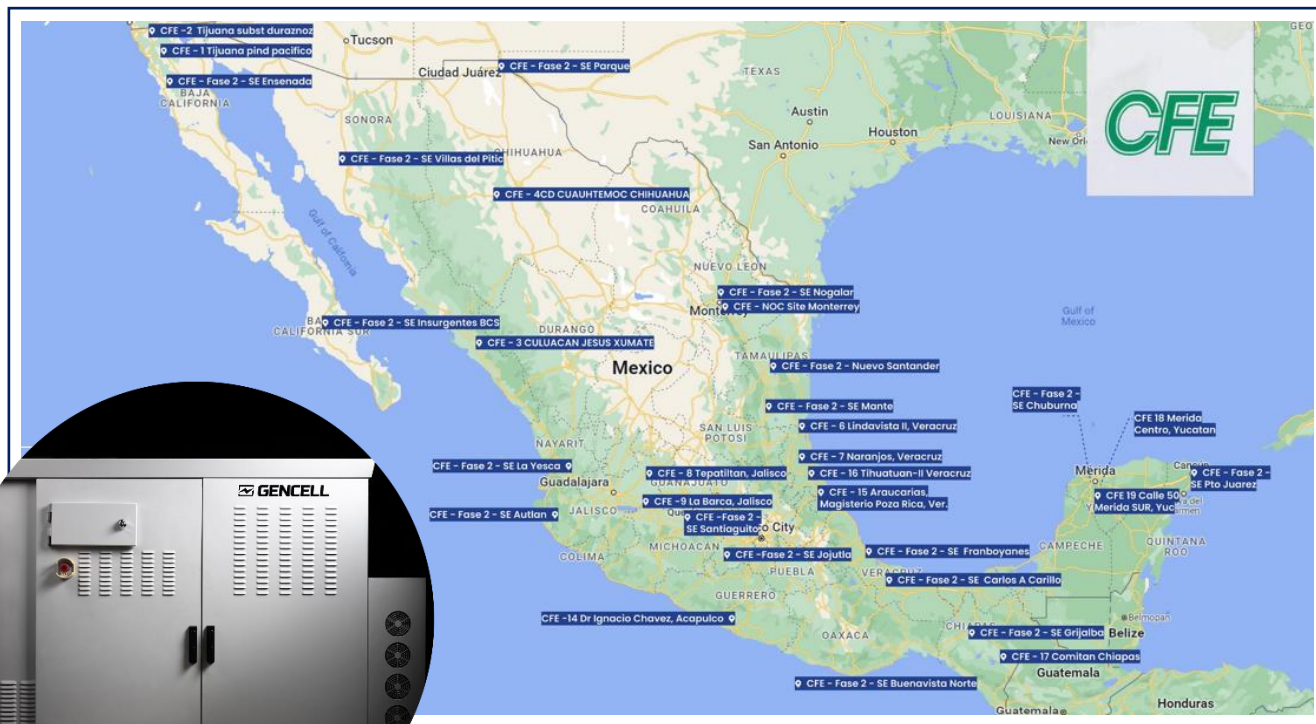 CFE -2 Tijuana subst duraznoz
CFE - 1 Tijuana pind pacifico
Tucson
CFE - Fase 2 - SE Parque
Ciudad Juárez
CFE - Fase 2 - SE Ensenada
BAJA
CALIFORNIA
TEXAS
LOUISIANA
CFE
SONORA
Austin
Houston
San Antonio
CFE - Fase 2 - SE Villas del Pitic
CHIHUAHUA
CFE - 4CD CUAUHTEMOC CHIHUAHUA
COAHUILA
Gulf of California
NUEVO LEON
CFE - Fase 2 - SE Nogalar
CFE - NOC Site Monterrey
Gulf of
Mexico
CFE - Fase 2 - SE Insurgentes BCS
CALIFORNIA SUR
DURANGO
CFE - 3 CULUACAN JESUS XUMATE
TAMAULIPAS
Mexico
CFE - Fase 2 - Nuevo Santander
CFE - Fase 2 -
SE Chuburna
CFE - Fase 2 - SE Mante
CFE 18 Merida
Centro, Yucatan
SAN LUIS
POTOSI
CFE - 6 Lindavista II, Veracruz
NAYARIT
CFE - 7 Naranjos, Veracruz
CFE - Fase 2 - SE La Yesca
CFE - 8 Tepatiltan, Jalisco
CFE - 16 Tihuatuan-II Veracruz
Mérida
CFE - Fase 2 -
SE Pto Juarez
Guadalajara
GUANAJUATO
CFE - 15 Araucarias,
Magisterio Poza Rica, Ver.
CFE 19 Calle 50
Merida SUR, Yuc
GENCELL
CFE -9 La Barca, Jalisco
CFE - Fase 2 - SE Autlan
JALISCO
CFE -Fase 2 -
SE Santiaguito
City
COLIMA
MICHOACAN
CFE -Fase 2 - SE Jojutla
CFE - Fase 2 - SE Franboyanes
CAMPECHE
QUINTANA
ROO
PUEBLA
VERACRUZ
CFE - Fase 2 - SE Carlos A Carillo
GUERRERO
CFE -14 Dr Ignacio Chavez, Acapulco
OAXACA
CHIAPAS
CFE - Fase 2 - SE Grijalba
Belmopan
Belize
CFE - 17 Comitan Chiapas
Guatemala
CFE - Fase 2 - SE Buenavista Norte
Honduras
Guatemala